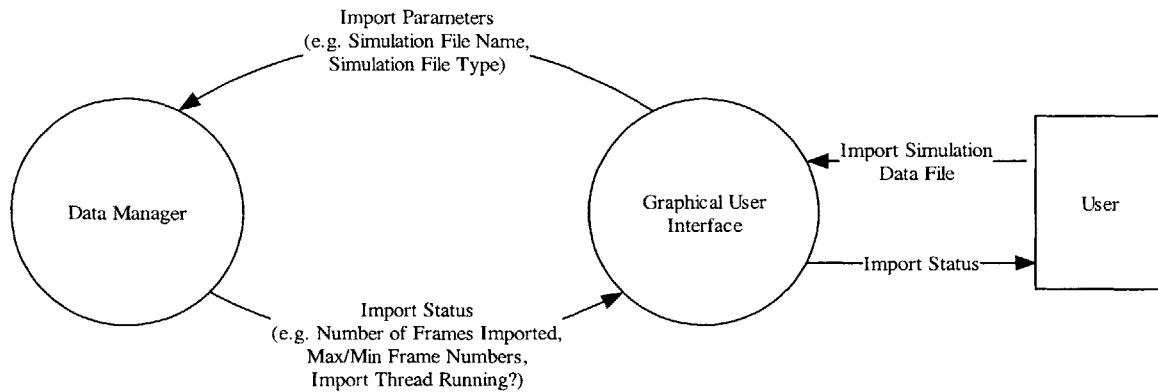 Import Parameters
(e.g. Simulation File Name,
Simulation File Type)
Import Simulation
Data File
Data Manager
Graphical User
Interface
User
Import Status
Import Status
(e.g. Number of Frames Imported,
Max/Min Frame Numbers,
Import Thread Running?)